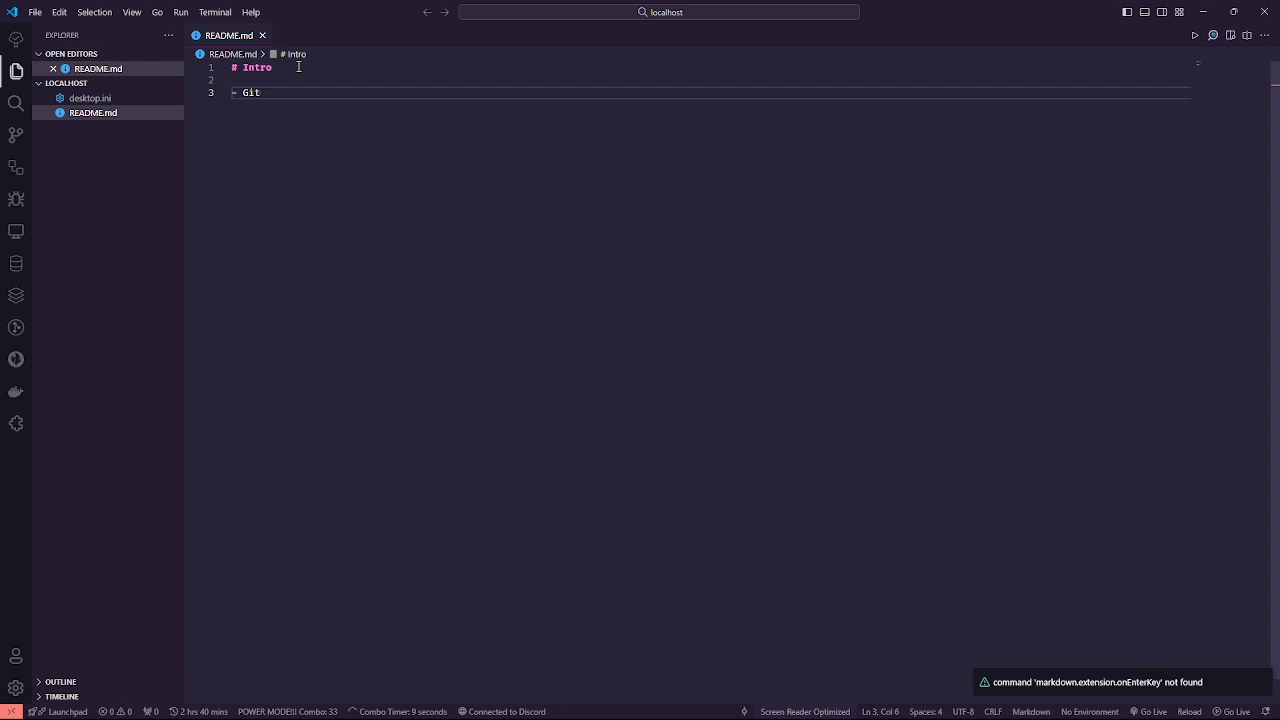 File Edit Selection View Go Run Terminal Help
localhost
EXPLORER
README.md
OPEN EDITORS
README.md > # Intro
README.md
1 # Intro
LOCALHOST
2
desktop.ini
3 - Git
README.md
OUTLINE
command 'markdown.extension.onEnterKey' not found
TIMELINE
Launchpad 0 0 0 2 hrs 40 mins POWER MODE!!! Combo: 33 Combo Timer: 9 seconds Connected to Discord Screen Reader Optimized Ln 3, Col 6 Spaces: 4 UTF-8 CRLF Markdown No Environment Go Live Reload Go Live